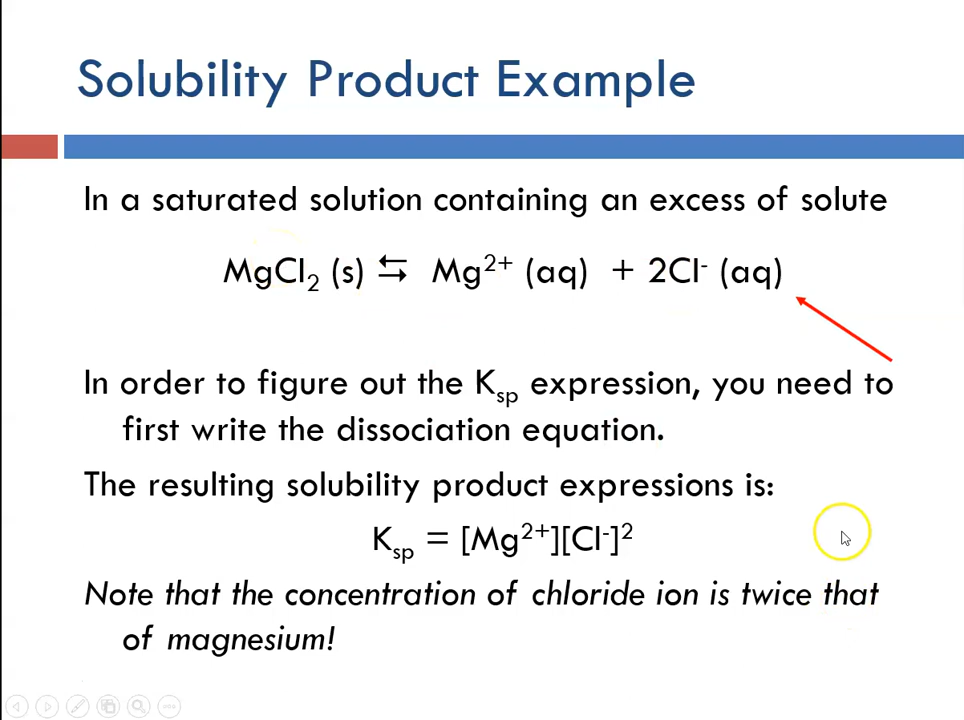 Solubility Product Example
In a saturated solution containing an excess of solute
MgCl₂ (s) ⇆ Mg²⁺ (aq) + 2Cl⁻ (aq)
In order to figure out the Kₛₚ expression, you need to
first write the dissociation equation.
The resulting solubility product expressions is:
Kₛₚ = [Mg²⁺][Cl⁻]²
Note that the concentration of chloride ion is twice that
of magnesium!